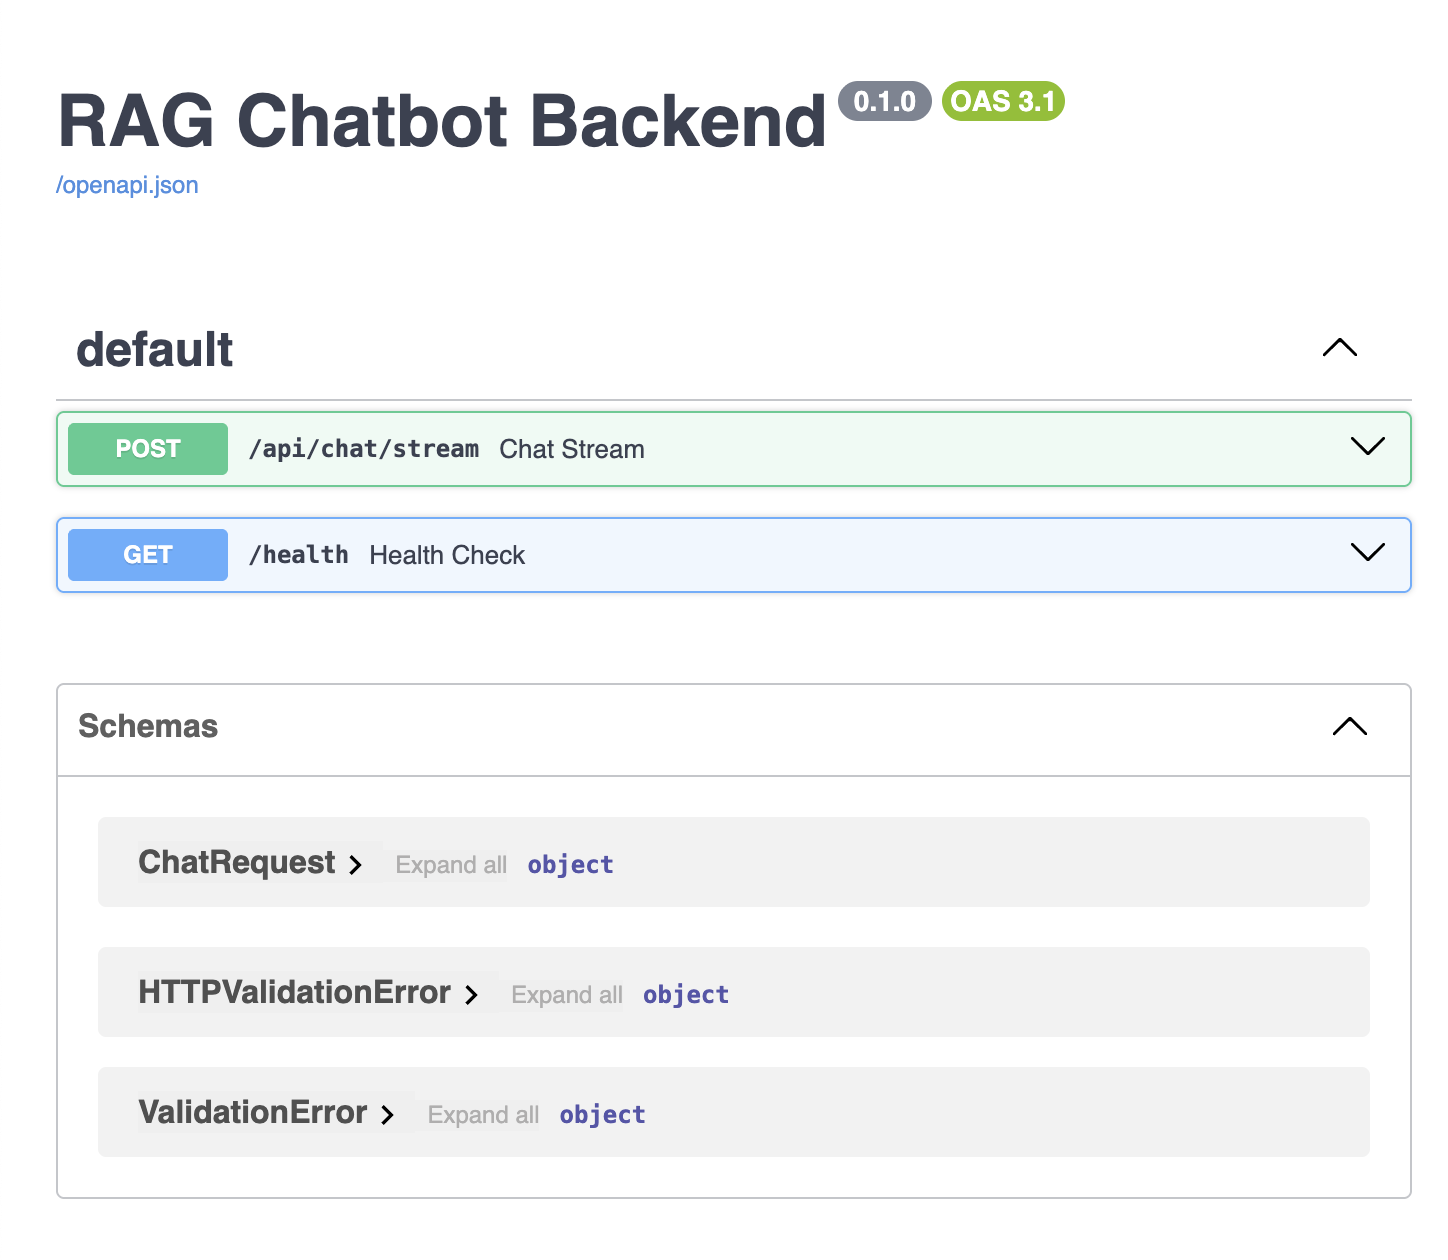 RAG Chatbot Backend 0.1.0 OAS 3.1
/openapi.json
default
POST /api/chat/stream Chat Stream
GET /health Health Check
Schemas
ChatRequest Expand all object
HTTPValidationError Expand all object
ValidationError Expand all object